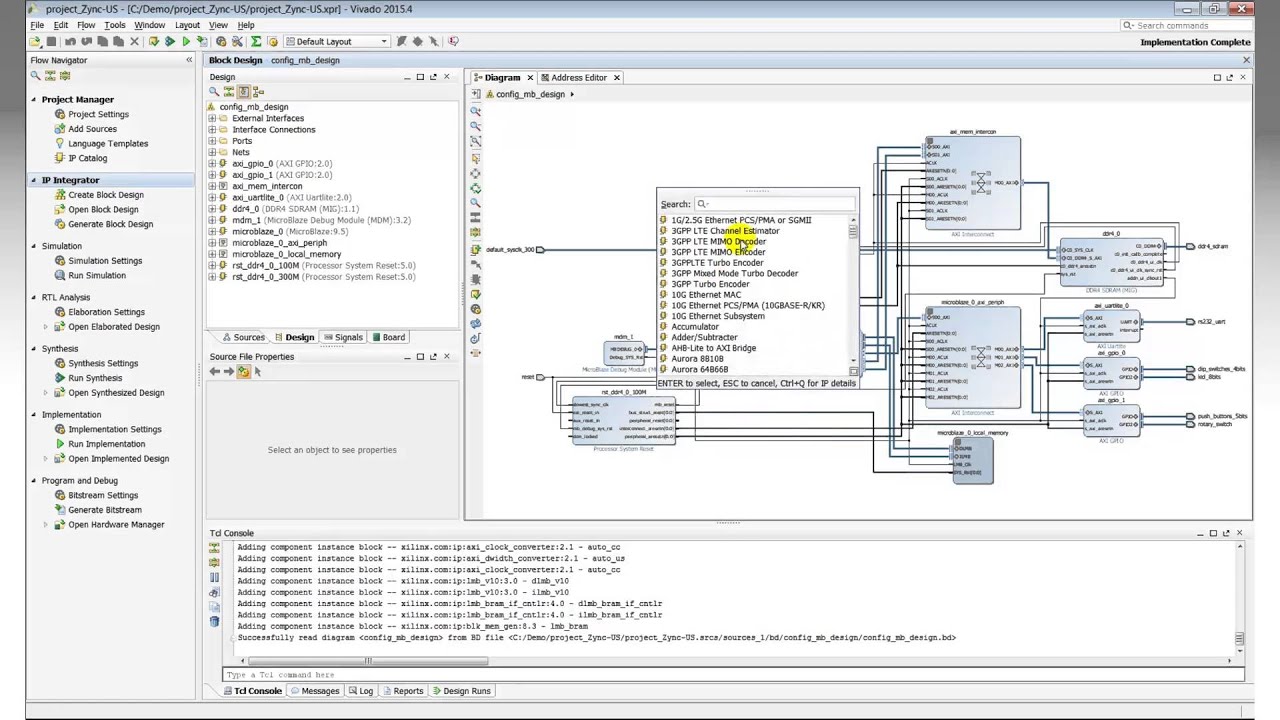 project_Zync-US - [C:/Demo/project_Zync-US/project_Zync-US.xpr] - Vivado 2015.4
File Edit Flow Tools Window Layout View Help
Search commands
Default Layout
Implementation Complete
Flow Navigator
Project Manager
Project Settings
Add Sources
Language Templates
IP Catalog
IP Integrator
Create Block Design
Open Block Design
Generate Block Design
Simulation
Simulation Settings
Run Simulation
RTL Analysis
Elaboration Settings
Open Elaborated Design
Synthesis
Synthesis Settings
Run Synthesis
Open Synthesized Design
Implementation
Implementation Settings
Run Implementation
Open Implemented Design
Program and Debug
Bitstream Settings
Generate Bitstream
Open Hardware Manager
Block Design config_mb_design
Design
config_mb_design
External Interfaces
Interface Connections
Ports
Nets
axi_gpio_0 (AXI GPIO:2.0)
axi_gpio_1 (AXI GPIO:2.0)
axi_mem_intercon
axi_uartlite_0 (AXI Uartlite:2.0)
ddr4_0 (DDR4 SDRAM (MIG):1.1)
mdm_1 (MicroBlaze Debug Module (MDM):3.2)
microblaze_0 (MicroBlaze:9.5)
microblaze_0_axi_periph
microblaze_0_local_memory
rst_ddr4_0_100M (Processor System Reset:5.0)
rst_ddr4_0_300M (Processor System Reset:5.0)
Sources Design Signals Board
Source File Properties
Select an object to see properties
Diagram Address Editor
config_mb_design
default_sysclk_300
reset
mdm_1
MicroBlaze Debug Module
rst_ddr4_0_100M
Processor System Reset
Search:
1G/2.5G Ethernet PCS/PMA or SGMII
3GPP LTE Channel Estimator
3GPP LTE MIMO Decoder
3GPP LTE MIMO Encoder
3GPPLTE Turbo Encoder
3GPP Mixed Mode Turbo Decoder
3GPP Turbo Encoder
10G Ethernet MAC
10G Ethernet PCS/PMA (10GBASE-R/KR)
10G Ethernet Subsystem
Accumulator
Adder/Subtracter
AHB-Lite to AXI Bridge
Aurora 8B10B
Aurora 64B66B
ENTER to select, ESC to cancel, Ctrl+Q for IP details
axi_mem_intercon
AXI Interconnect
ddr4_0
DDR4 SDRAM (MIG)
ddr4_sdram
microblaze_0_axi_periph
AXI Interconnect
axi_uartlite_0
AXI Uartlite
rs232_uart
axi_gpio_0
AXI GPIO
dip_switches_4bits
led_8bits
axi_gpio_1
AXI GPIO
push_buttons_5bits
rotary_switch
microblaze_0_local_memory
Tcl Console
Adding component instance block -- xilinx.com:ip:axi_clock_converter:2.1 - auto_cc
Adding component instance block -- xilinx.com:ip:axi_dwidth_converter:2.1 - auto_us
Adding component instance block -- xilinx.com:ip:axi_clock_converter:2.1 - auto_cc
Adding component instance block -- xilinx.com:ip:lmb_v10:3.0 - dlmb_v10
Adding component instance block -- xilinx.com:ip:lmb_v10:3.0 - ilmb_v10
Adding component instance block -- xilinx.com:ip:lmb_bram_if_cntlr:4.0 - dlmb_bram_if_cntlr
Adding component instance block -- xilinx.com:ip:lmb_bram_if_cntlr:4.0 - ilmb_bram_if_cntlr
Adding component instance block -- xilinx.com:ip:blk_mem_gen:8.3 - lmb_bram
Successfully read diagram <config_mb_design> from BD file <C:/Demo/project_Zync-US/project_Zync-US.srcs/sources_1/bd/config_mb_design/config_mb_design.bd>
Type a Tcl command here
Tcl Console Messages Log Reports Design Runs